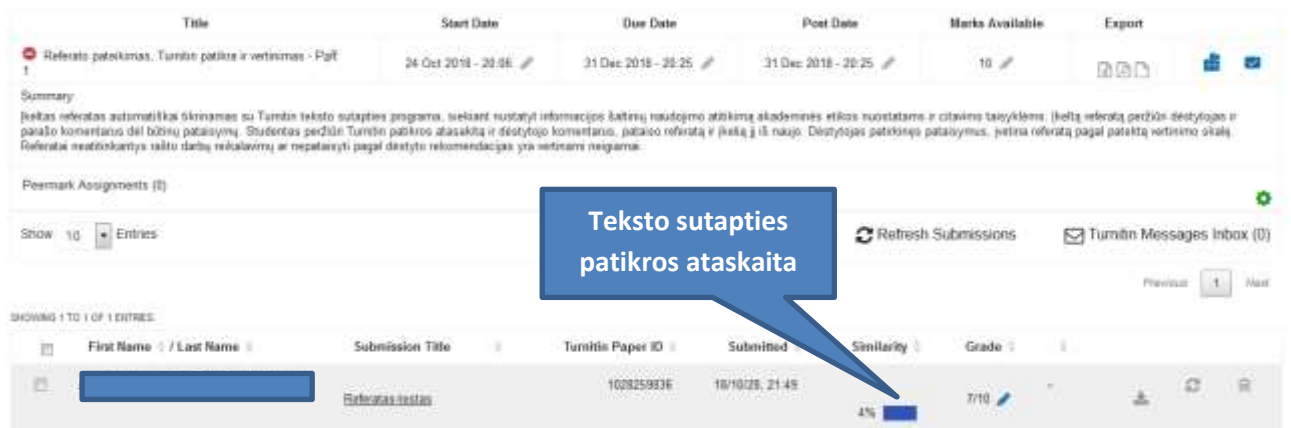 Title Start Date Due Date Post Date Marks Available Export
Referato pateikimas, Turnitin patikra ir vertinimas - Part
1
24 Oct 2018 - 20:06 31 Dec 2018 - 20:25 31 Dec 2018 - 20:25 10
Summary
Įkeltas referatas automatiškai tikrinamas su Turnitin teksto sutapties programa, siekiant nustatyti informacijos šaltinių naudojimo atitikimą akademinės etikos nuostatams ir citavimo taisyklėms. Įkeltą referatą peržiūri dėstytojas ir
parašo komentarus dėl būtinų pataisymų. Studentas peržiūri Turnitin patikros ataskaitą ir dėstytojo komentarus, pataiso referatą ir įkelia jį iš naujo. Dėstytojas patikrinęs pataisymus, įvertina referatą pagal pateiktą vertinimo skalę.
Referatai neatitinkantys rašto darbų reikalavimų ar nepataisyti pagal dėstyto rekomendacijas yra vertinami neigiamai.
Peermark Assignments (0)
Teksto sutapties
patikros ataskaita
Show 10 Entries Refresh Submissions Turnitin Messages Inbox (0)
Previous 1 Next
SHOWING 1 TO 1 OF 1 ENTRIES.
First Name / Last Name Submission Title Turnitin Paper ID Submitted Similarity Grade
Referatas-testas 1028259836 18/10/28, 21:49 4% 7/10